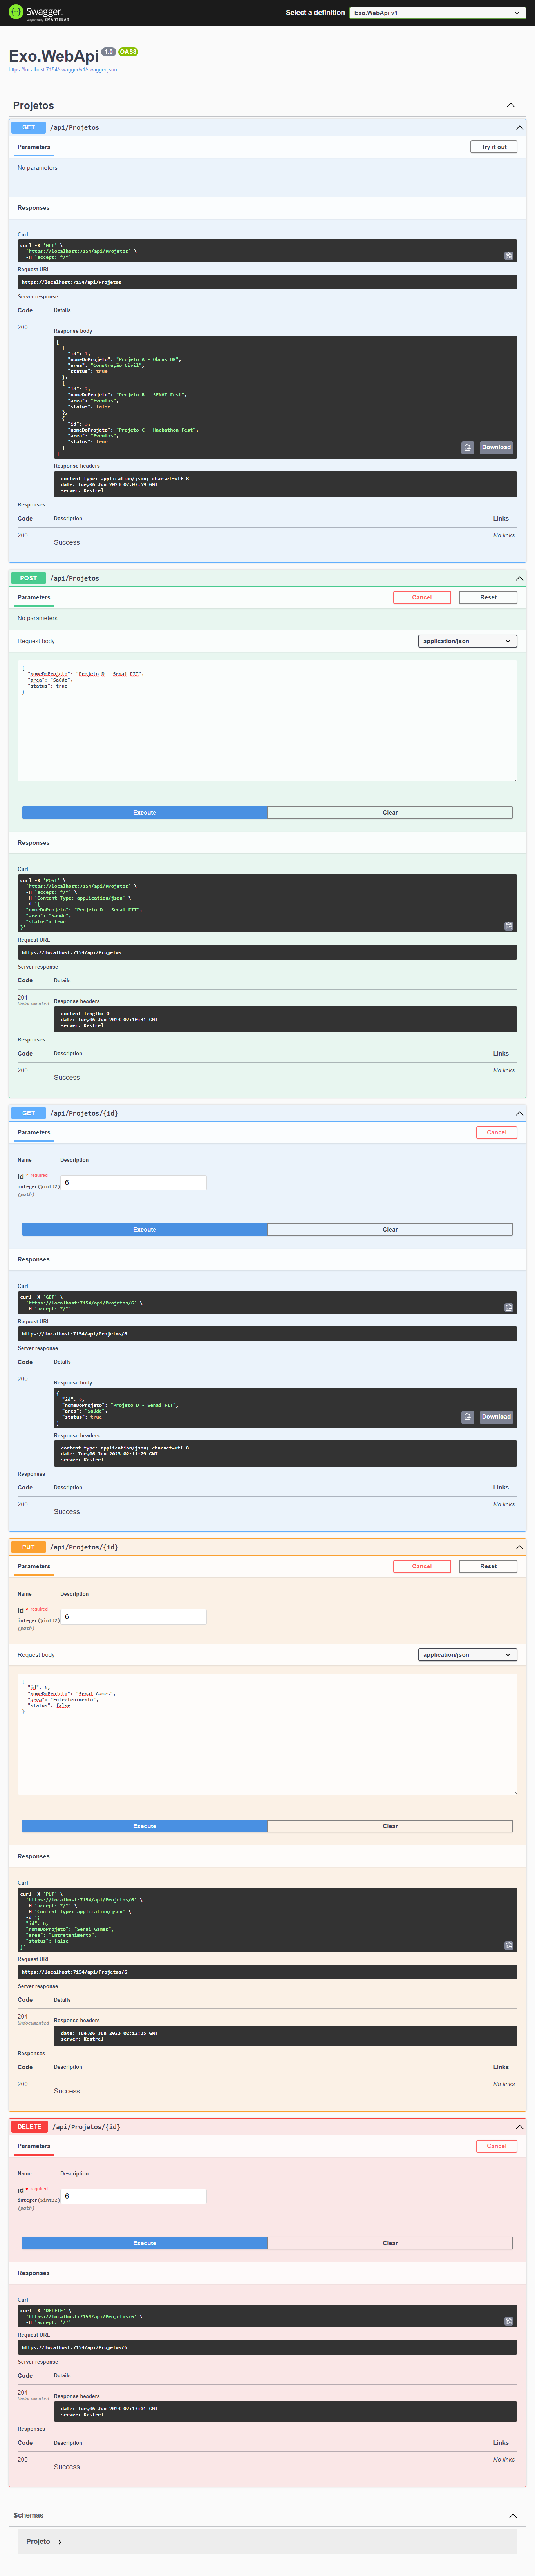 Swagger.
Supported by SMARTBEAR
Select a definition
Exo.WebApi v1
Exo.WebApi 1.0 OAS3
https://localhost:7154/swagger/v1/swagger.json
Projetos
GET /api/Projetos
Parameters
Try it out
No parameters
Responses
Curl
curl -X 'GET' \
'https://localhost:7154/api/Projetos' \
-H 'accept: */*'
Request URL
https://localhost:7154/api/Projetos
Server response
Code Details
200
Response body
[
{
"id": 1,
"nomeDoProjeto": "Projeto A - Obras BR",
"area": "Construção Civil",
"status": true
},
{
"id":
"nomeDoProjeto": "Projeto B - SENAI Fest",
"area": "Eventos",
"status": false
},
{
"id": 3,
"nomeDoProjeto": "Projeto C - Hackathon Fest",
"area": "Eventos",
"status": true
}
]
Download
Response headers
content-type: application/json; charset=utf-8
date: Tue,06 Jun 2023 02:07:59 GMT
server: Kestrel
Responses
Code Description Links
200 No links
Success
POST /api/Projetos
Parameters
Cancel Reset
No parameters
Request body
application/json
{
"nomeDoProjeto": "Projeto D - Senai FIT",
"area": "Saúde",
"status": true
}
Execute Clear
Responses
Curl
curl -X 'POST' \
'https://localhost:7154/api/Projetos' \
-H 'accept: */*' \
-H 'Content-Type: application/json' \
-d '{
"nomeDoProjeto": "Projeto D - Senai FIT",
"area": "Saúde",
"status": true
}'
Request URL
https://localhost:7154/api/Projetos
Server response
Code Details
201
Undocumented
Response headers
content-length: 0
date: Tue,06 Jun 2023 02:10:31 GMT
server: Kestrel
Responses
Code Description Links
200 No links
Success
GET /api/Projetos/{id}
Parameters
Cancel
Name Description
id * required
integer($int32)
(path)
6
Execute Clear
Responses
Curl
curl -X 'GET' \
'https://localhost:7154/api/Projetos/6' \
-H 'accept: */*'
Request URL
https://localhost:7154/api/Projetos/6
Server response
Code Details
200
Response body
{
"id": 6,
"nomeDoProjeto": "Projeto D - Senai FIT",
"area": "Saúde",
"status": true
}
Download
Response headers
content-type: application/json; charset=utf-8
date: Tue,06 Jun 2023 02:11:29 GMT
server: Kestrel
Responses
Code Description Links
200 No links
Success
PUT /api/Projetos/{id}
Parameters
Cancel Reset
Name Description
id * required
integer($int32)
(path)
6
Request body
application/json
{
"id": 6,
"nomeDoProjeto": "Senai Games",
"area": "Entretenimento",
"status": false
}
Execute Clear
Responses
Curl
curl -X 'PUT' \
'https://localhost:7154/api/Projetos/6' \
-H 'accept: */*' \
-H 'Content-Type: application/json' \
-d '{
"id": 6,
"nomeDoProjeto": "Senai Games",
"area": "Entretenimento",
"status": false
}'
Request URL
https://localhost:7154/api/Projetos/6
Server response
Code Details
204
Undocumented
Response headers
date: Tue,06 Jun 2023 02:12:35 GMT
server: Kestrel
Responses
Code Description Links
200 No links
Success
DELETE /api/Projetos/{id}
Parameters
Cancel
Name Description
id * required
integer($int32)
(path)
6
Execute Clear
Responses
Curl
curl -X 'DELETE' \
'https://localhost:7154/api/Projetos/6' \
-H 'accept: */*'
Request URL
https://localhost:7154/api/Projetos/6
Server response
Code Details
204
Undocumented
Response headers
date: Tue,06 Jun 2023 02:13:01 GMT
server: Kestrel
Responses
Code Description Links
200 No links
Success
Schemas
Projeto